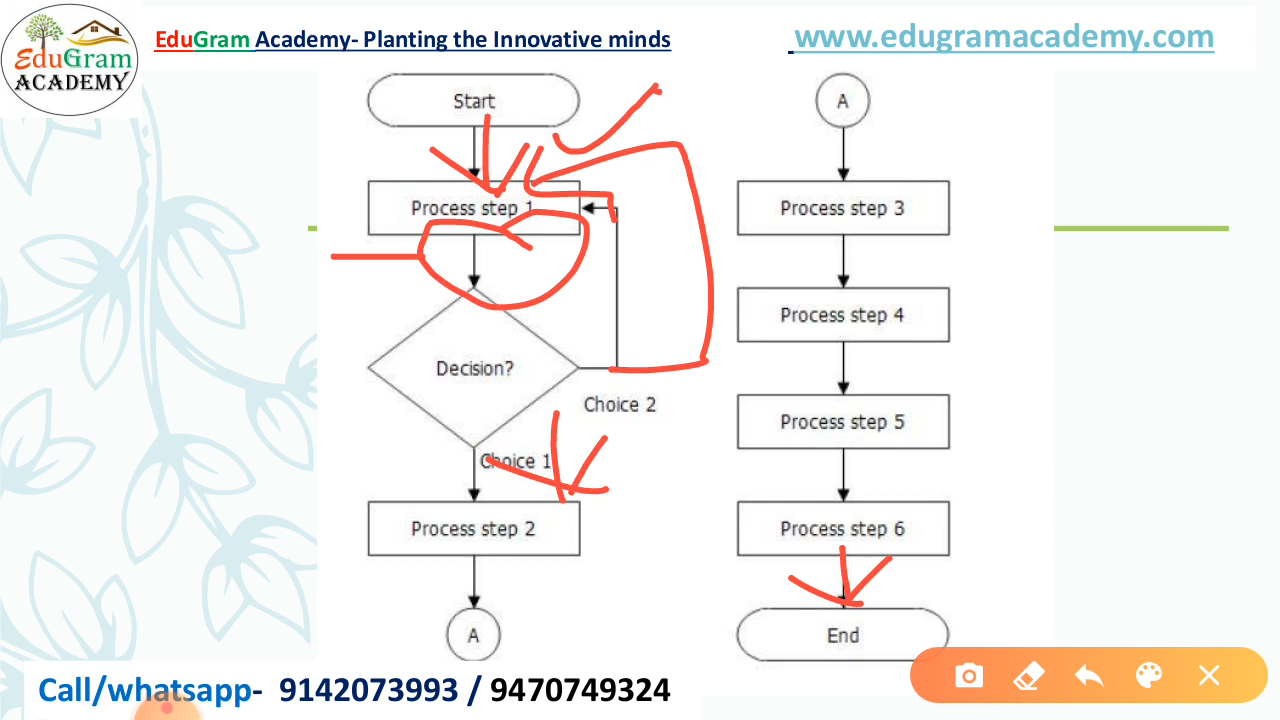 EduGram
ACADEMY
EduGram Academy- Planting the Innovative minds
www.edugramacademy.com
Start
Process step 1
Decision?
Choice 2
Choice 1
Process step 2
A
A
Process step 3
Process step 4
Process step 5
Process step 6
End
Call/whatsapp- 9142073993 / 9470749324